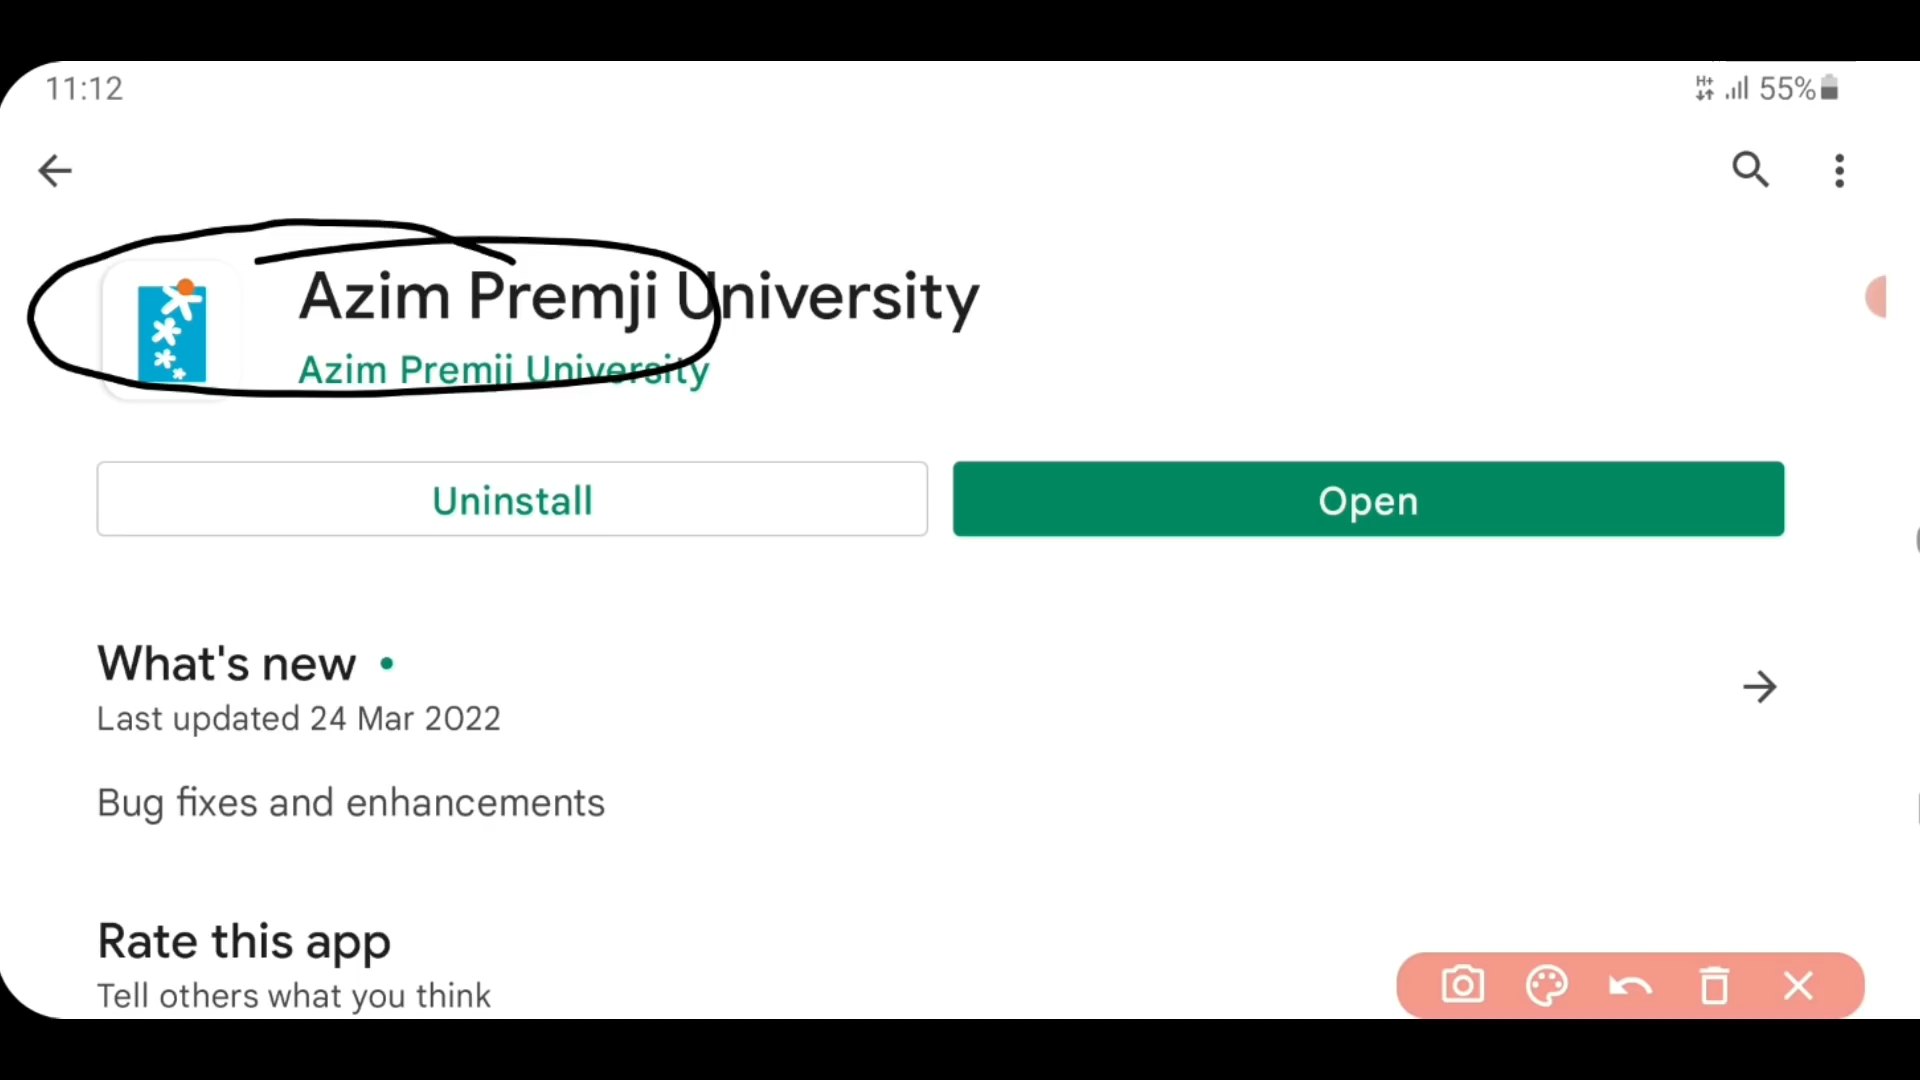 11:12
H+ 55%
Azim Premji University
Azim Premji University
Uninstall
Open
What's new
Last updated 24 Mar 2022
Bug fixes and enhancements
Rate this app
Tell others what you think